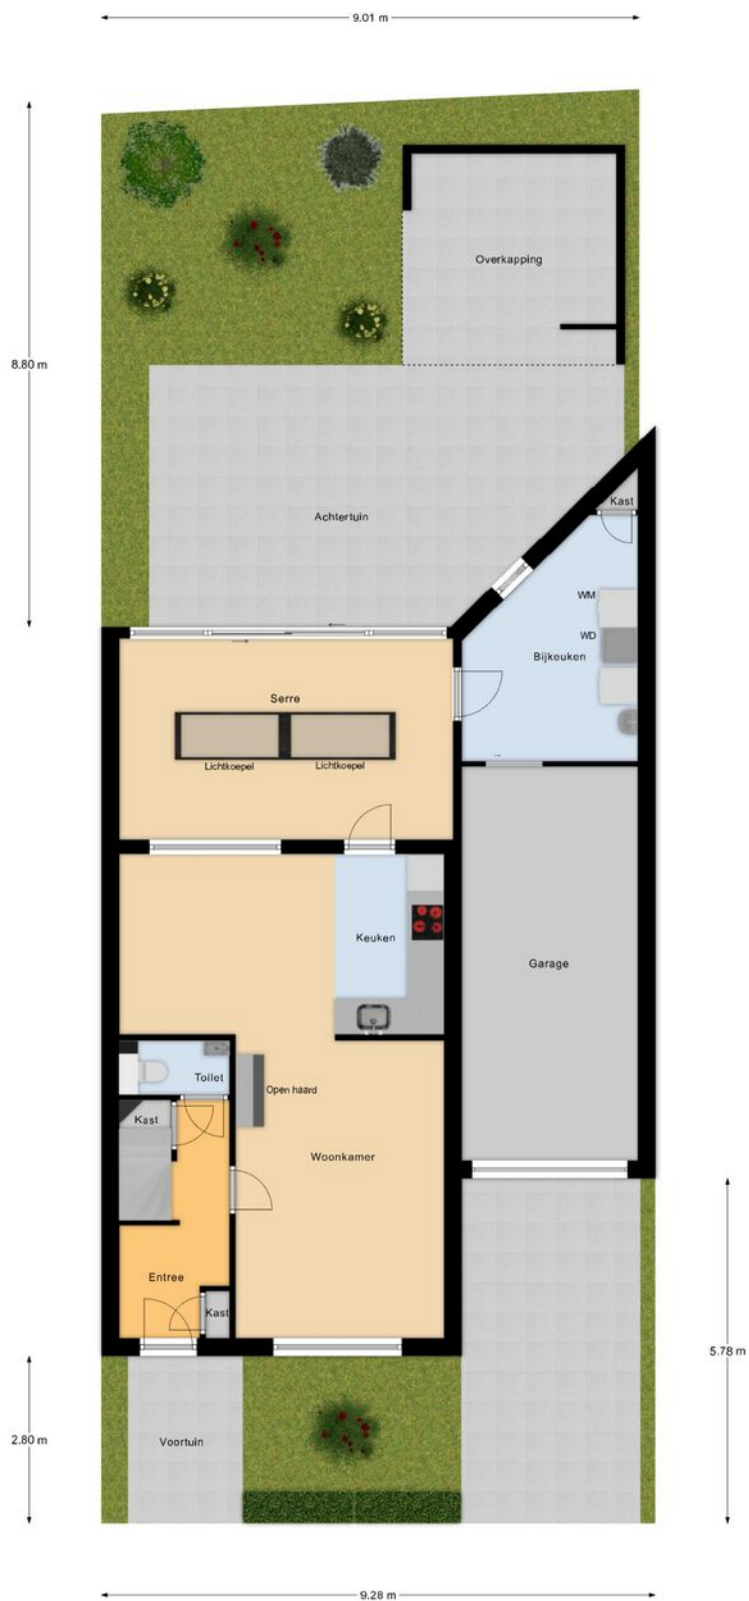 9.01 m
Overkapping
8.80 m
Kast
Achtertuin
WM
WD
Bijkeuken
Serre
Lichtkoepel Lichtkoepel
Keuken
Garage
Toilet
Open haard
Kast
Woonkamer
Entree
Kast
5.78 m
2.80 m
Voortuin
9.28 m